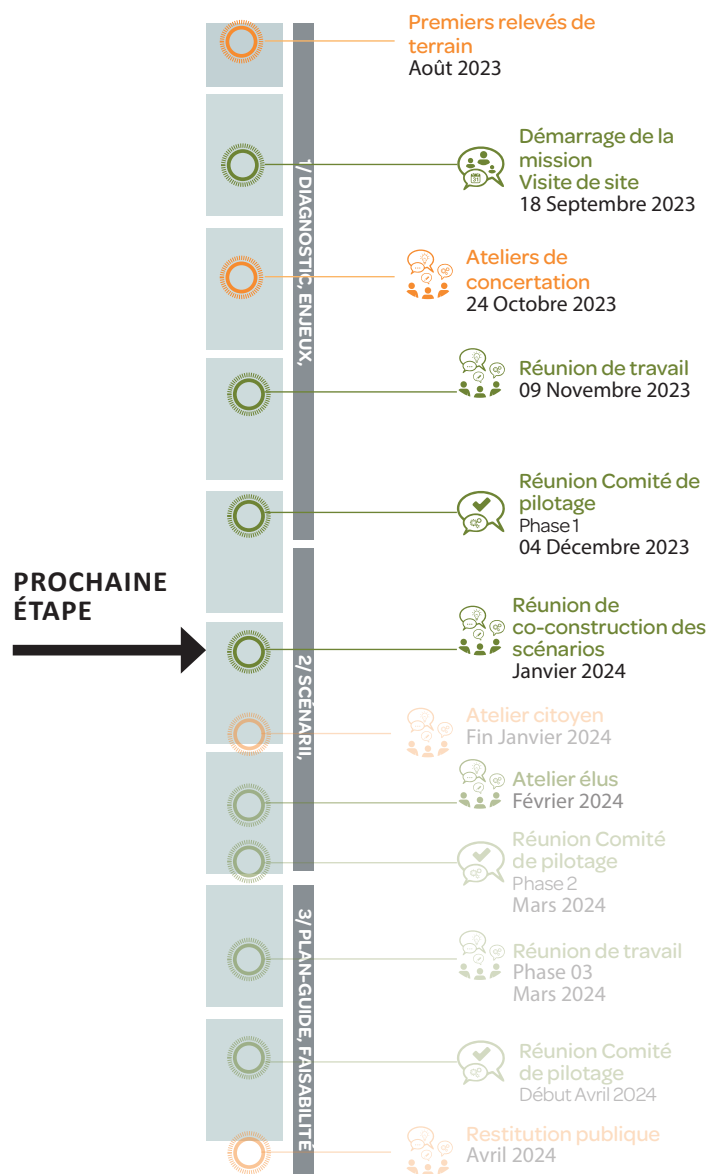 Premiers relevés de
terrain
Août 2023
1/ DIAGNOSTIC, ENJEUX,
Démarrage de la
mission
Visite de site
18 Septembre 2023
Ateliers de
concertation
24 Octobre 2023
Réunion de travail
09 Novembre 2023
Réunion Comité de
pilotage
Phase 1
04 Décembre 2023
PROCHAINE
ÉTAPE
2/ SCÉNARII,
Réunion de
co-construction des
scénarios
Janvier 2024
Atelier citoyen
Fin Janvier 2024
Atelier élus
Février 2024
Réunion Comité
de pilotage
Phase 2
Mars 2024
3/ PLAN-GUIDE, FAISABILITÉ
Réunion de travail
Phase 03
Mars 2024
Réunion Comité
de pilotage
Début Avril 2024
Restitution publique
Avril 2024